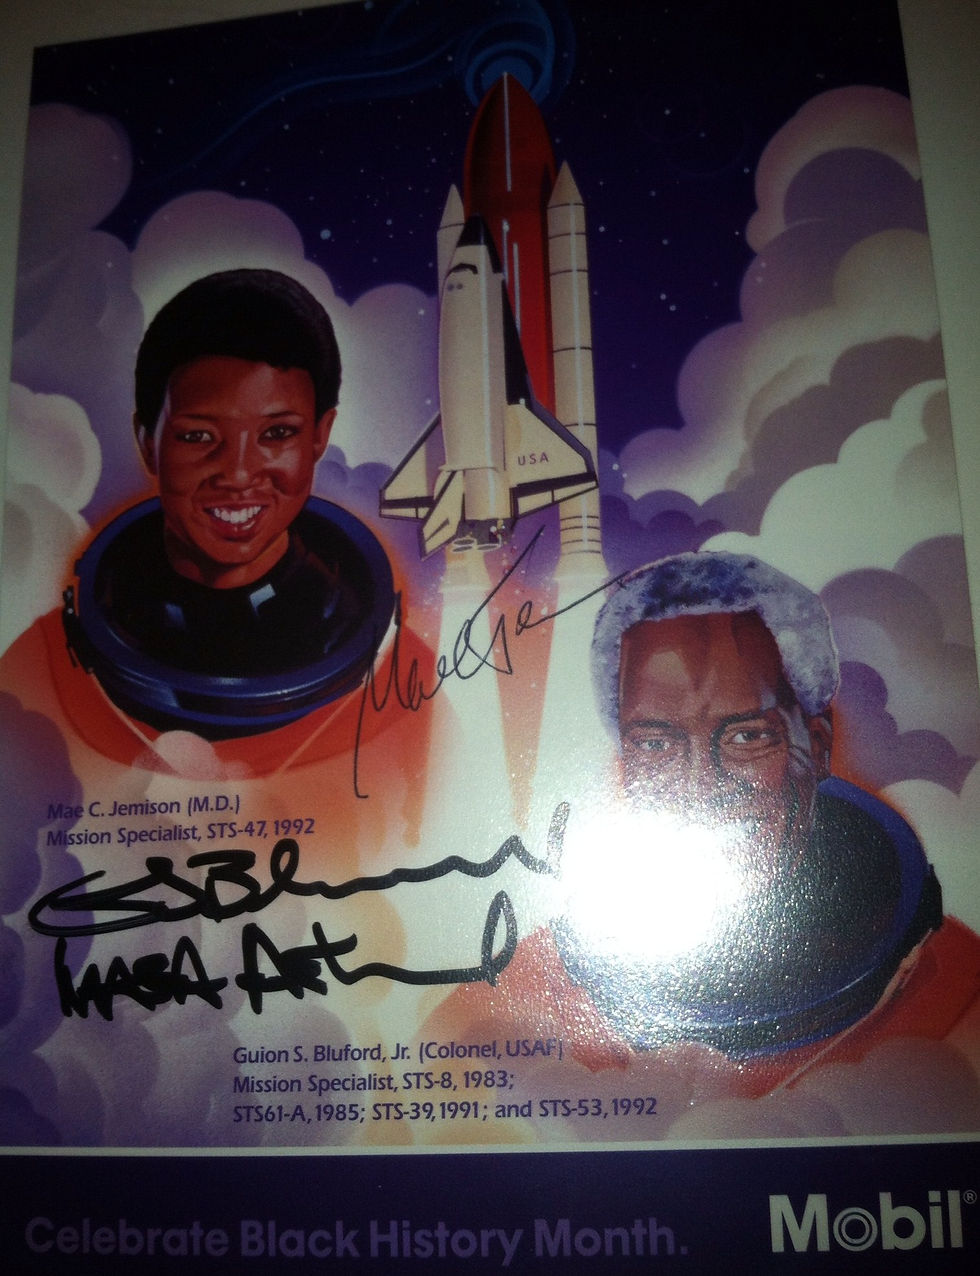 USA
Mae C. Jemison (M.D.)
Mission Specialist, STS-47, 1992
NASA
Guion S. Bluford, Jr. (Colonel, USAF)
Mission Specialist, STS-8, 1983;
STS61-A, 1985; STS-39, 1991; and STS-53, 1992
Celebrate Black History Month.
Mobil®